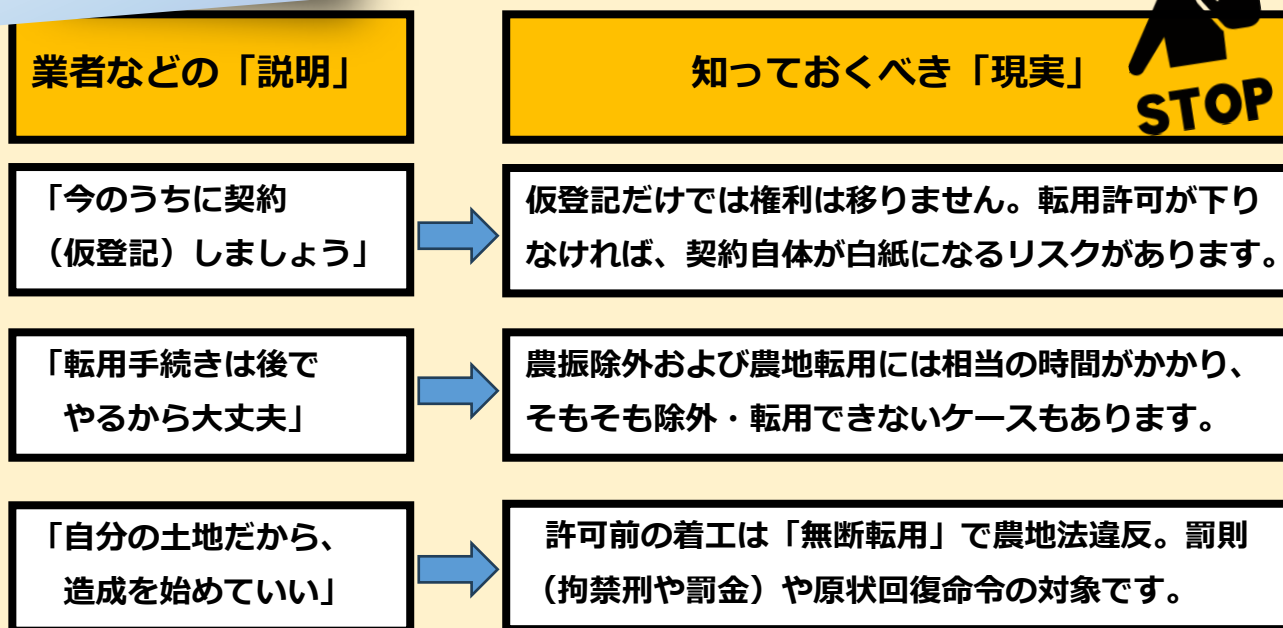 業者などの「説明」
知っておくべき「現実」
STOP
「今のうちに契約
（仮登記）しましょう」
仮登記だけでは権利は移りません。転用許可が下り
なければ、契約自体が白紙になるリスクがあります。
「転用手続きは後で
やるから大丈夫」
農振除外および農地転用には相当の時間がかかり、
そもそも除外・転用できないケースもあります。
「自分の土地だから、
造成を始めていい」
許可前の着工は「無断転用」で農地法違反。罰則
（拘禁刑や罰金）や原状回復命令の対象です。